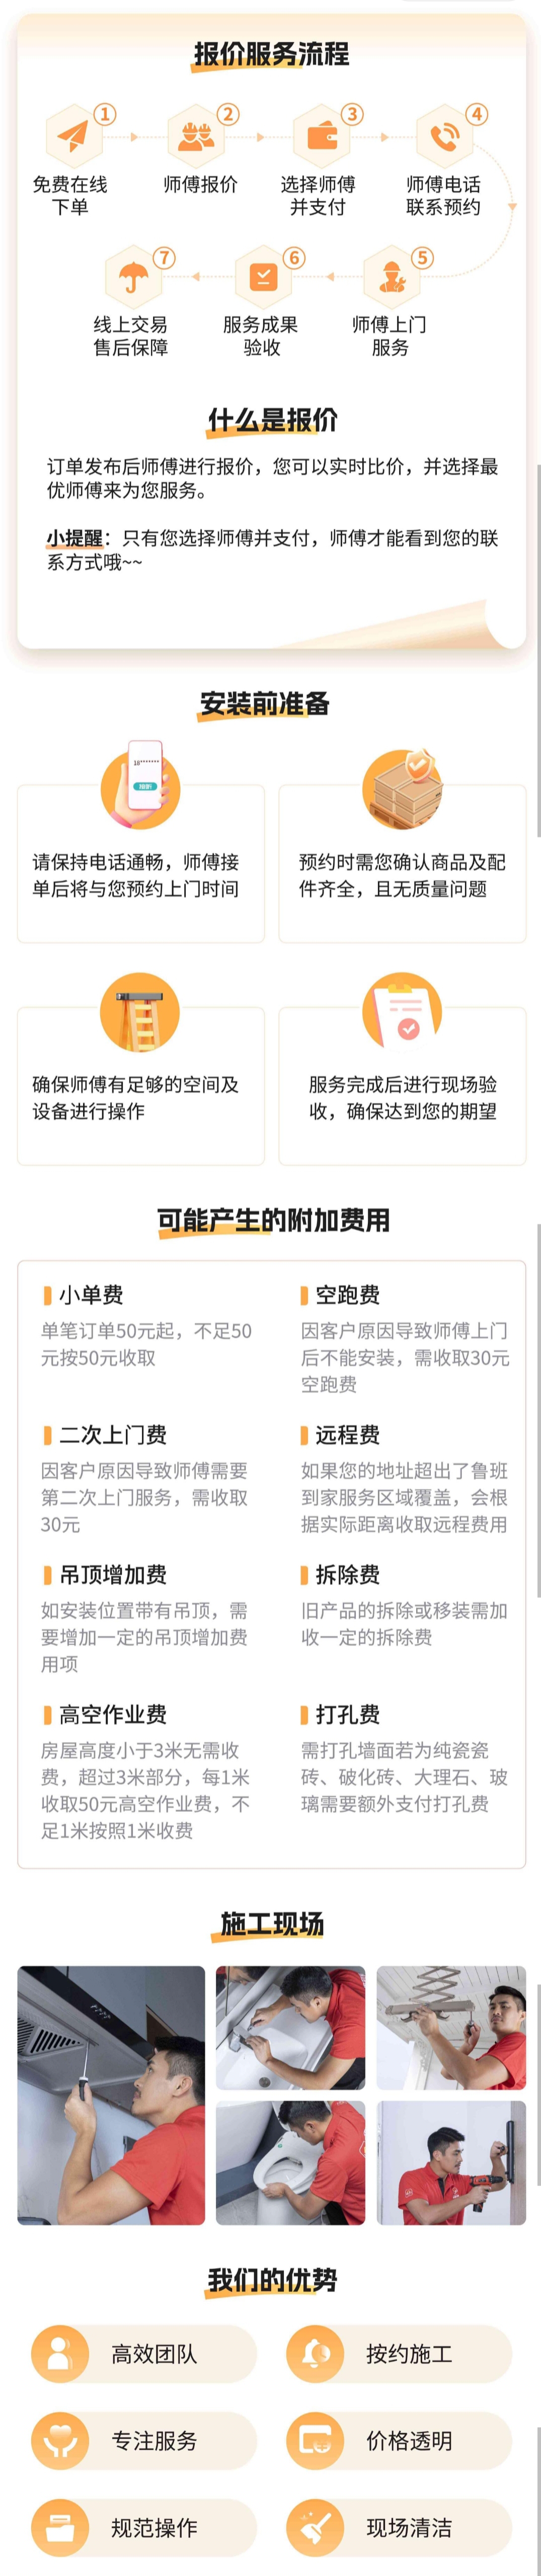 报价服务流程
1
2
3
4
免费在线
下单
师傅报价
选择师傅
并支付
师傅电话
联系预约
7
6
5
线上交易
售后保障
服务成果
验收
师傅上门
服务
什么是报价
订单发布后师傅进行报价，您可以实时比价，并选择最
优师傅来为您服务。
小提醒：只有您选择师傅并支付，师傅才能看到您的联
系方式哦~~
安装前准备
18*******
请保持电话通畅，师傅接
单后将与您预约上门时间
预约时需您确认商品及配
件齐全，且无质量问题
确保师傅有足够的空间及
设备进行操作
服务完成后进行现场验
收，确保达到您的期望
可能产生的附加费用
小单费
单笔订单50元起，不足50
元按50元收取
空跑费
因客户原因导致师傅上门
后不能安装，需收取30元
空跑费
二次上门费
因客户原因导致师傅需要
第二次上门服务，需收取
30元
远程费
如果您的地址超出了鲁班
到家服务区域覆盖，会根
据实际距离收取远程费用
吊顶增加费
如安装位置带有吊顶，需
要增加一定的吊顶增加费
用项
拆除费
旧产品的拆除或移装需加
收一定的拆除费
高空作业费
房屋高度小于3米无需收
费，超过3米部分，每1米
收取50元高空作业费，不
足1米按照1米收费
打孔费
需打孔墙面若为纯瓷瓷
砖、破化砖、大理石、玻
璃需要额外支付打孔费
施工现场
我们的优势
高效团队
按约施工
专注服务
价格透明
规范操作
现场清洁